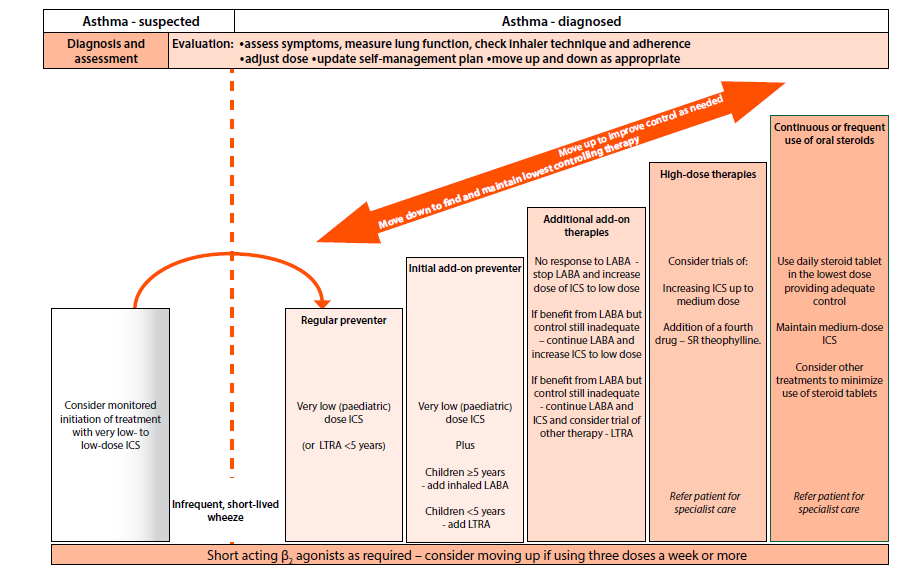 Asthma - suspected
Asthma - diagnosed
Diagnosis and
assessment
Evaluation: •assess symptoms, measure lung function, check inhaler technique and adherence
•adjust dose •update self-management plan •move up and down as appropriate
Move up to improve control as needed
Move down to find and maintain lowest controlling therapy
Consider monitored
initiation of treatment
with very low- to
low-dose ICS
Infrequent, short-lived
wheeze
Regular preventer
Very low (paediatric)
dose ICS
(or LTRA <5 years)
Initial add-on preventer
Very low (paediatric)
dose ICS
Plus
Children ≥5 years
- add inhaled LABA
Children <5 years
- add LTRA
Additional add-on
therapies
No response to LABA -
stop LABA and increase
dose of ICS to low dose
If benefit from LABA but
control still inadequate
– continue LABA and
increase ICS to low dose
If benefit from LABA but
control still inadequate
- continue LABA and
ICS and consider trial of
other therapy - LTRA
High-dose therapies
Consider trials of:
Increasing ICS up to
medium dose
Addition of a fourth
drug – SR theophylline.
Refer patient for
specialist care
Continuous or frequent
use of oral steroids
Use daily steroid tablet
in the lowest dose
providing adequate
control
Maintain medium-dose
ICS
Consider other
treatments to minimize
use of steroid tablets
Refer patient for
specialist care
Short acting β₂ agonists as required – consider moving up if using three doses a week or more